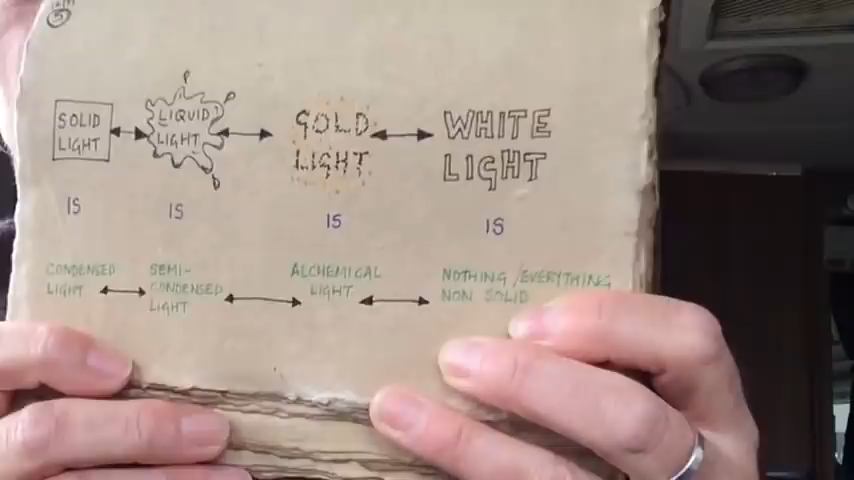 5
SOLID
LIGHT
LIQUID
LIGHT
GOLD
LIGHT
WHITE
LIGHT
IS
IS
IS
IS
CONDENSED
LIGHT
SEMI-
CONDENSED
LIGHT
ALCHEMICAL
LIGHT
NOTHING/EVERYTHING
NON SOLID